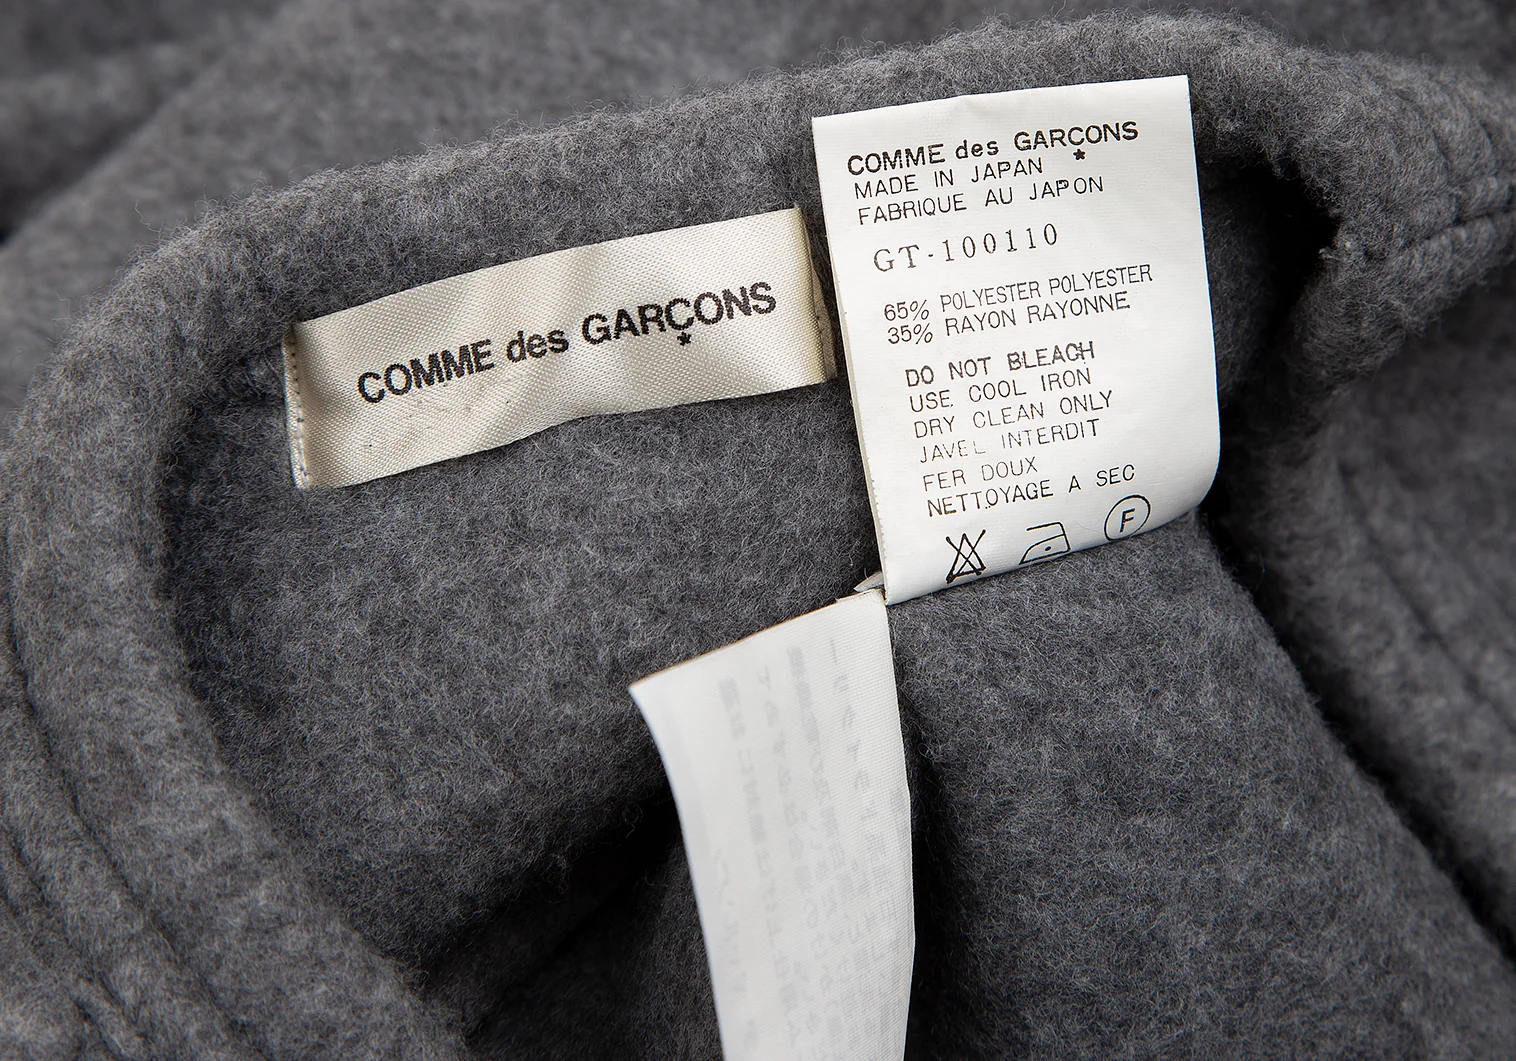 COMME des GARÇONS
*
COMME des GARÇONS
*
MADE IN JAPAN
FABRIQUE AU JAPON
GT-100110
65% POLYESTER POLYESTER
35% RAYON RAYONNE
DO NOT BLEACH
USE COOL IRON
DRY CLEAN ONLY
JAVEL INTERDIT
FER DOUX
NETTOYAGE A SEC
F